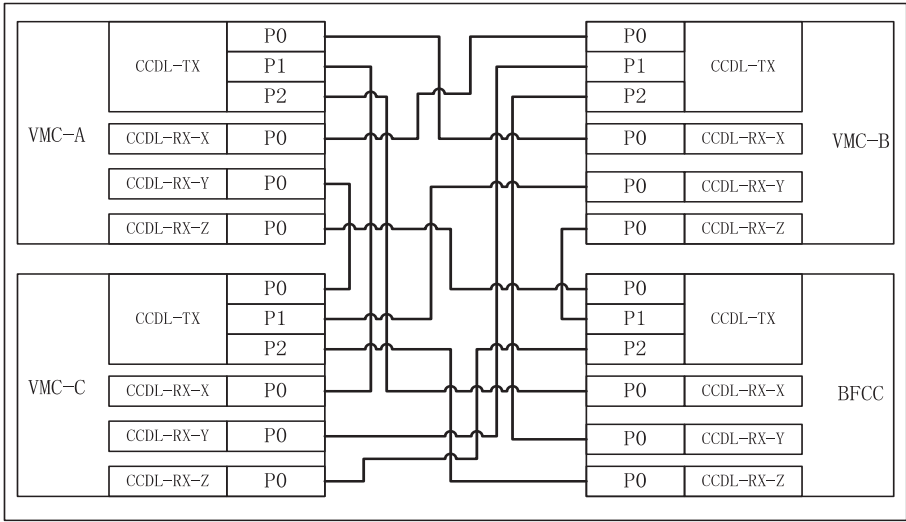 VMC-A
CCDL-TX
P0
P1
P2
CCDL-RX-X P0
CCDL-RX-Y P0
CCDL-RX-Z P0
P0
P1
P2
CCDL-TX
P0 CCDL-RX-X
P0 CCDL-RX-Y
P0 CCDL-RX-Z
VMC-B
VMC-C
CCDL-TX
P0
P1
P2
CCDL-RX-X P0
CCDL-RX-Y P0
CCDL-RX-Z P0
P0
P1
P2
CCDL-TX
P0 CCDL-RX-X
P0 CCDL-RX-Y
P0 CCDL-RX-Z
BFCC